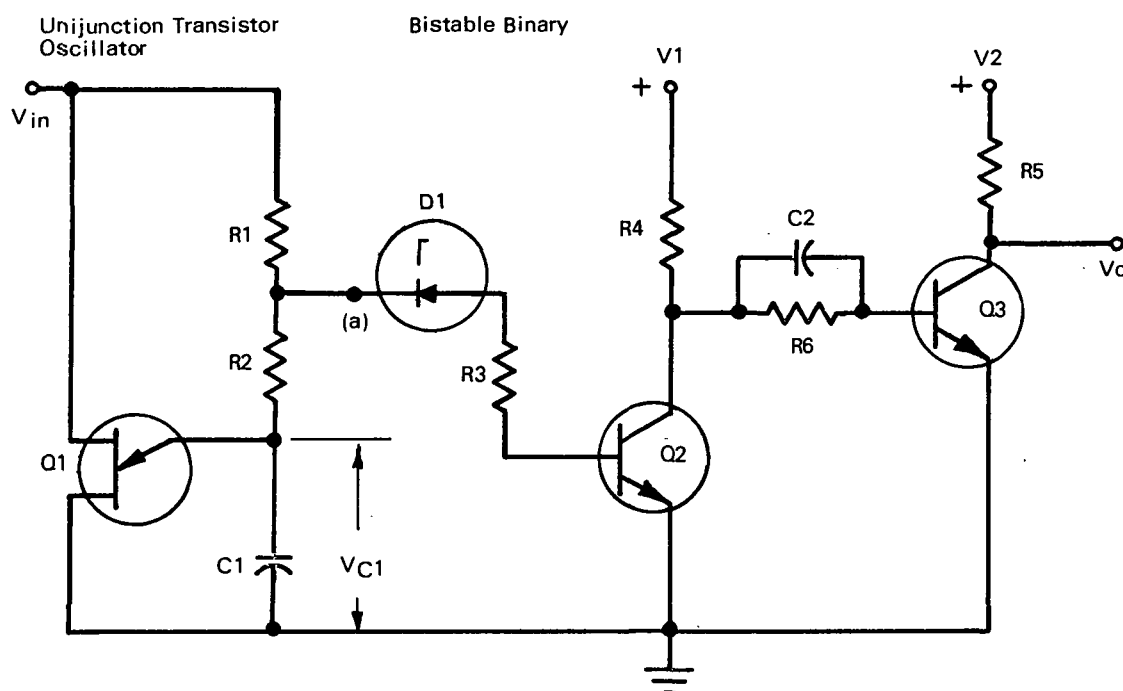 Unijunction Transistor
Oscillator
Bistable Binary
Vin
V1
+
V2
+
R1
D1
R4
C2
R5
Vo
(a)
R2
R3
R6
Q3
Q1
Q2
C1
VC1